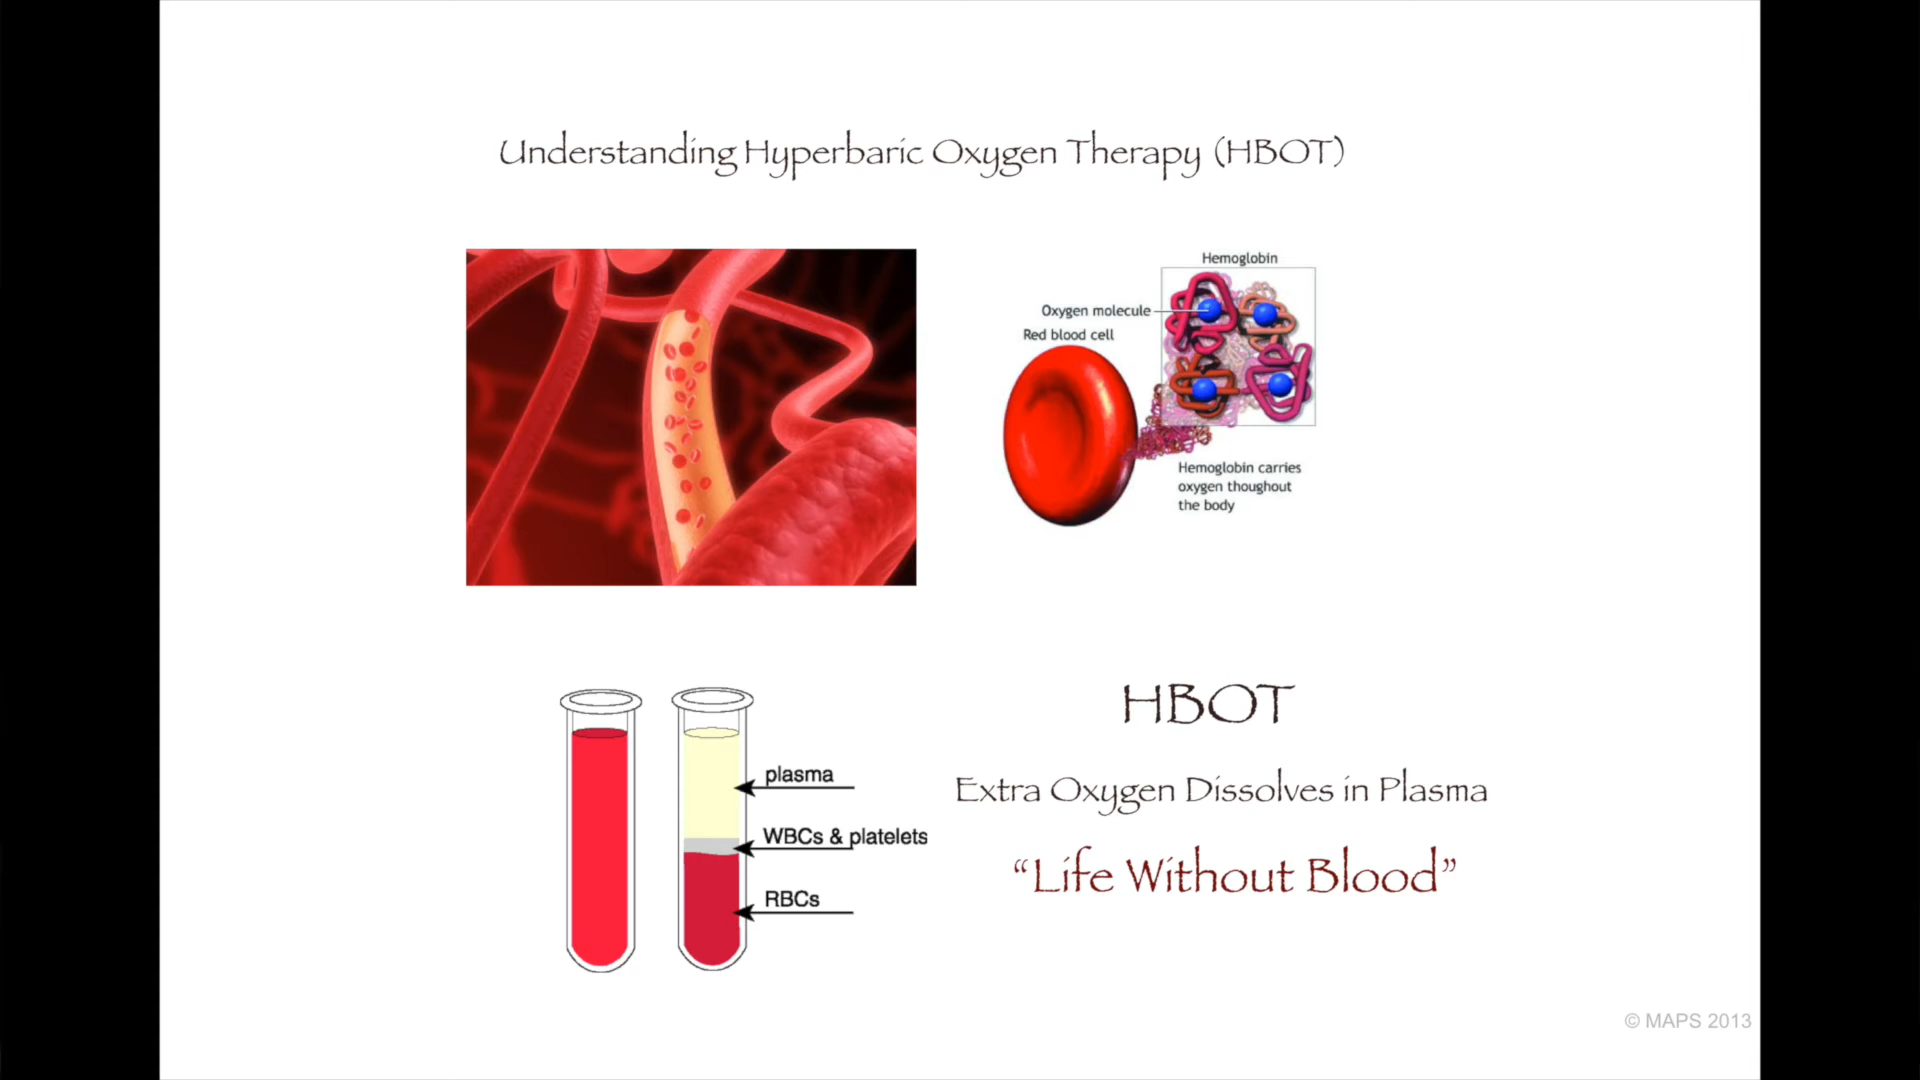 Understanding Hyperbaric Oxygen Therapy (HBOT)
Hemoglobin
Oxygen molecule
Red blood cell
Hemoglobin carries
oxygen thoughout
the body
plasma
WBCs & platelets
RBCs
HBOT
Extra Oxygen Dissolves in Plasma
“Life Without Blood”
© MAPS 2013